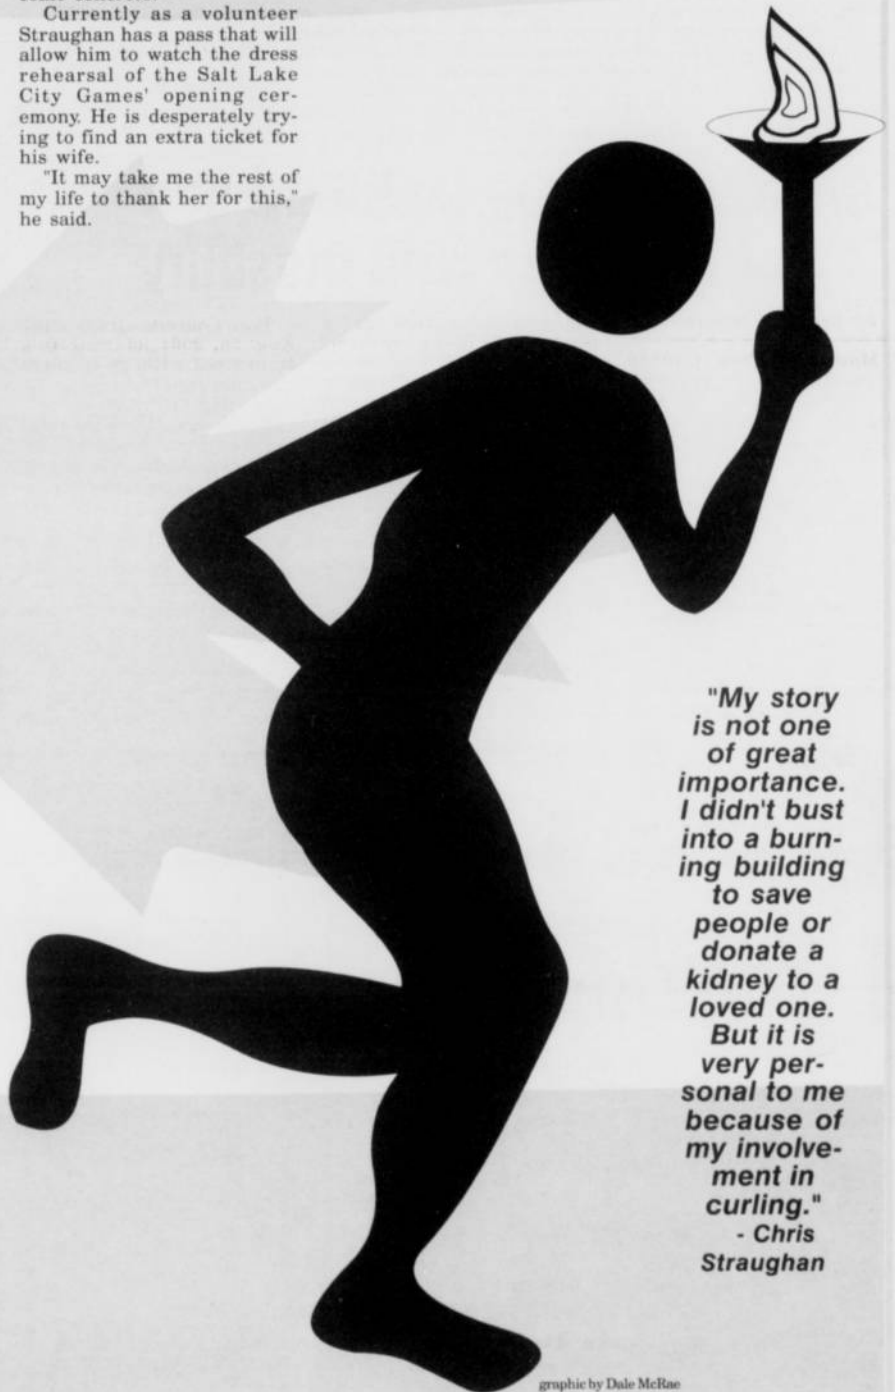 Currently as a volunteer
Straughan has a pass that will
allow him to watch the dress
rehearsal of the Salt Lake
City Games' opening cer-
emony. He is desperately try-
ing to find an extra ticket for
his wife.
"It may take me the rest of
my life to thank her for this,"
he said.
"My story
is not one
of great
importance.
I didn't bust
into a burn-
ing building
to save
people or
donate a
kidney to a
loved one.
But it is
very per-
sonal to me
because of
my involve-
ment in
curling."
- Chris
Straughan
graphic by Dale McRae